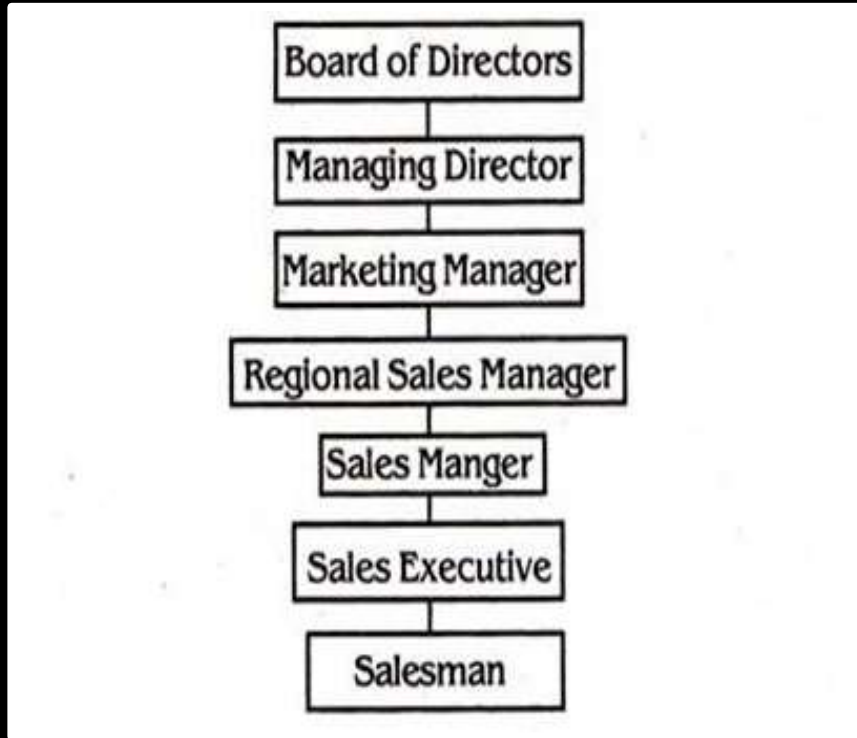 Board of Directors
Managing Director
Marketing Manager
Regional Sales Manager
Sales Manger
Sales Executive
Salesman